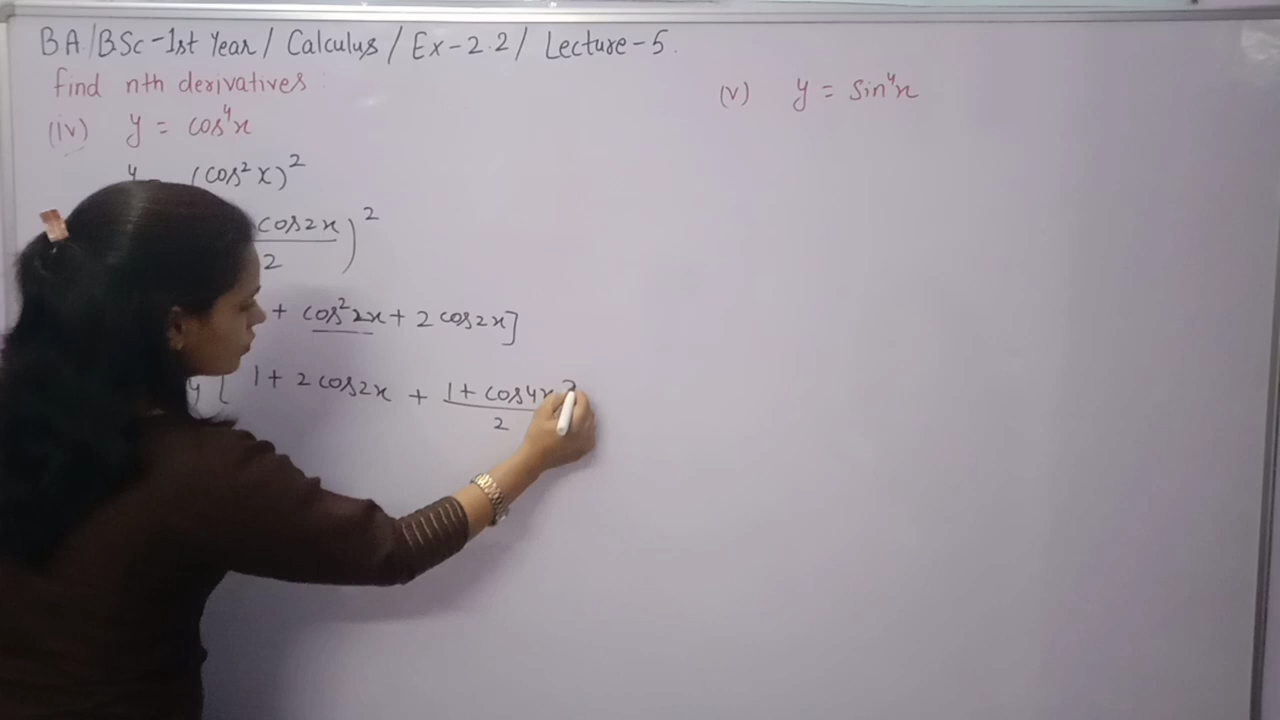 BA/BSc-1st Year/ Calculus/ Ex-2.2/ Lecture-5.
find nth derivatives:
(iv) y = cos⁴x
(v) y = sin⁴x
y = (cos²x)²
cos2x)²
2
+ cos²2x + 2cos2x]
[1 + 2cos2x + 1 + cos4x
2